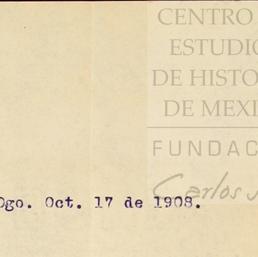 CENTRO
ESTUDIO
DE HISTO
DE MEXI
FUNDAC
Carlos
Dgo. Oct. 17 de 1908.